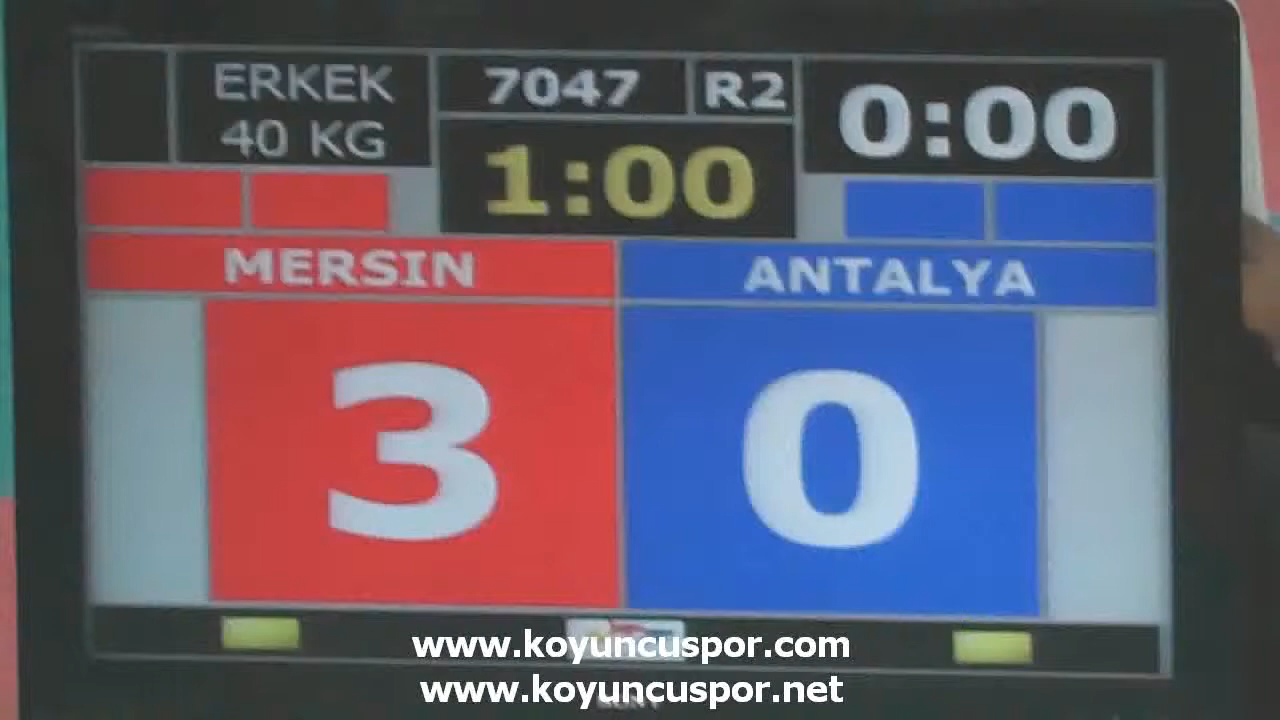 ERKEK
40 KG
7047
R2
0:00
1:00
MERSIN
ANTALYA
3
0
www.koyuncuspor.com
www.koyuncuspor.net